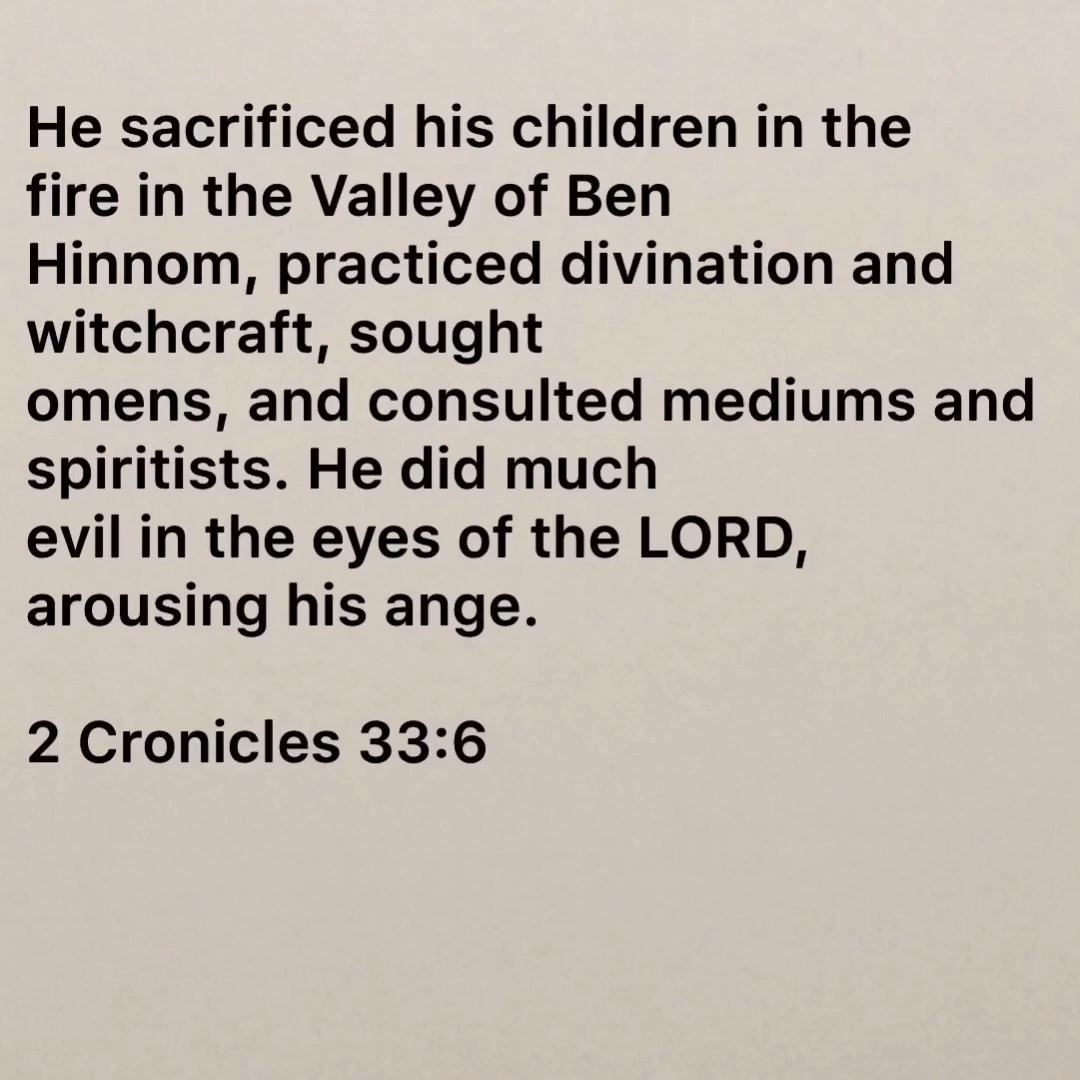 He sacrificed his children in the
fire in the Valley of Ben
Hinnom, practiced divination and
witchcraft, sought
omens, and consulted mediums and
spiritists. He did much
evil in the eyes of the LORD,
arousing his ange.
2 Cronicles 33:6